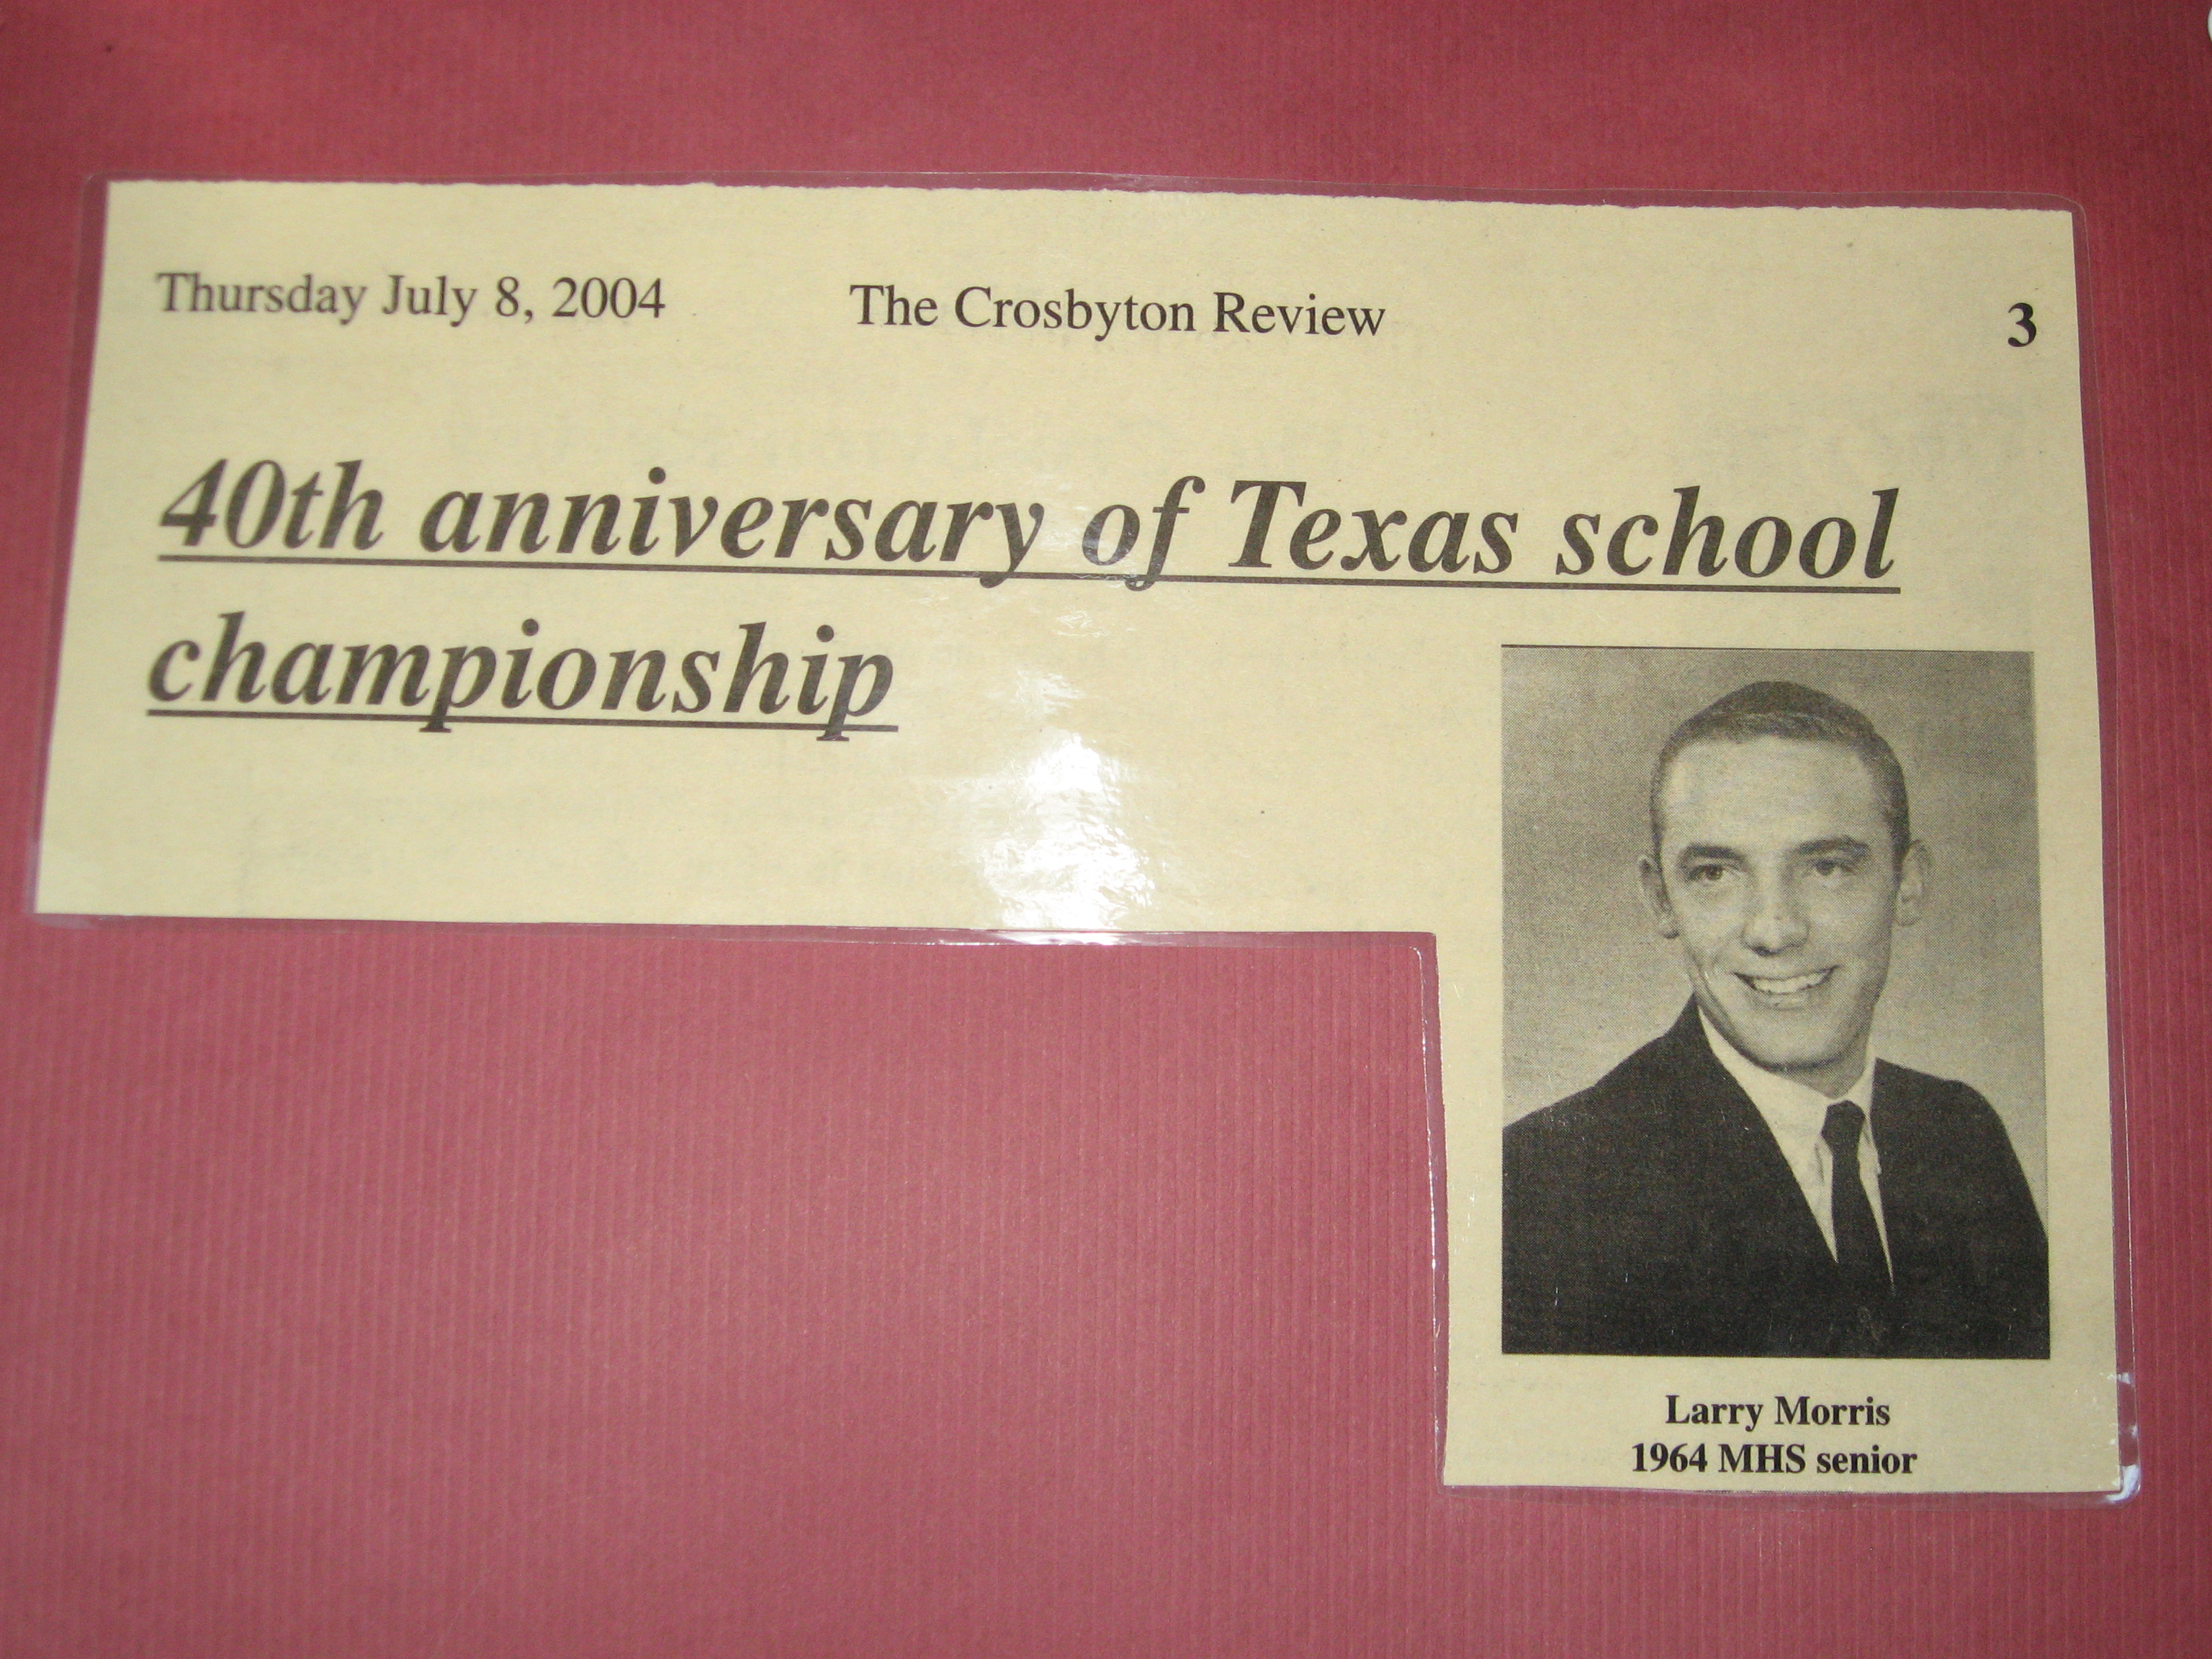 Thursday July 8, 2004 The Crosbyton Review 3
40th anniversary of Texas school
championship
Larry Morris
1964 MHS senior